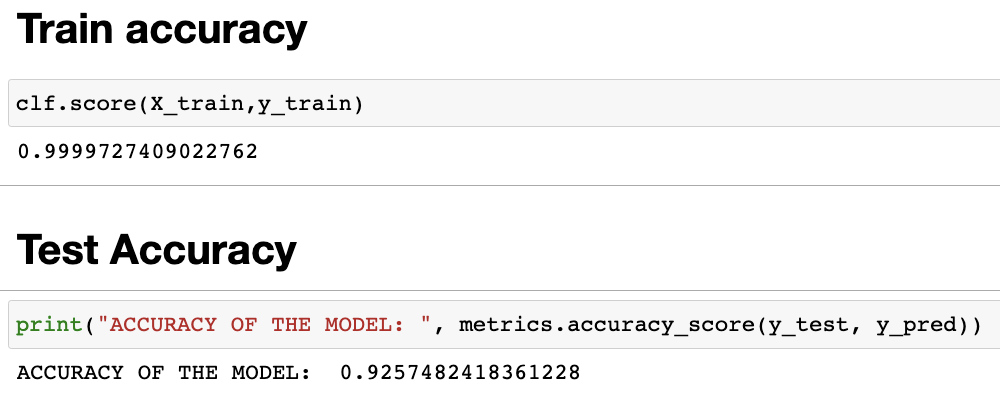 Train accuracy
clf.score(X_train,y_train)
0.9999727409022762
Test Accuracy
print("ACCURACY OF THE MODEL: ", metrics.accuracy_score(y_test, y_pred))
ACCURACY OF THE MODEL:  0.9257482418361228